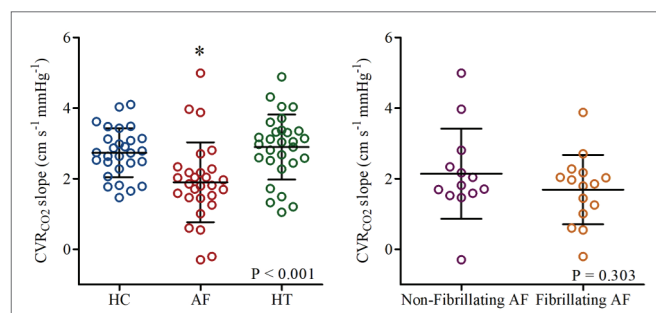 CVR_CO2 slope (cm s⁻¹ mmHg⁻¹)
6
4
2
0
*
P < 0.001
HC AF HT
CVR_CO2 slope (cm s⁻¹ mmHg⁻¹)
6
4
2
0
P = 0.303
Non-Fibrillating AF Fibrillating AF